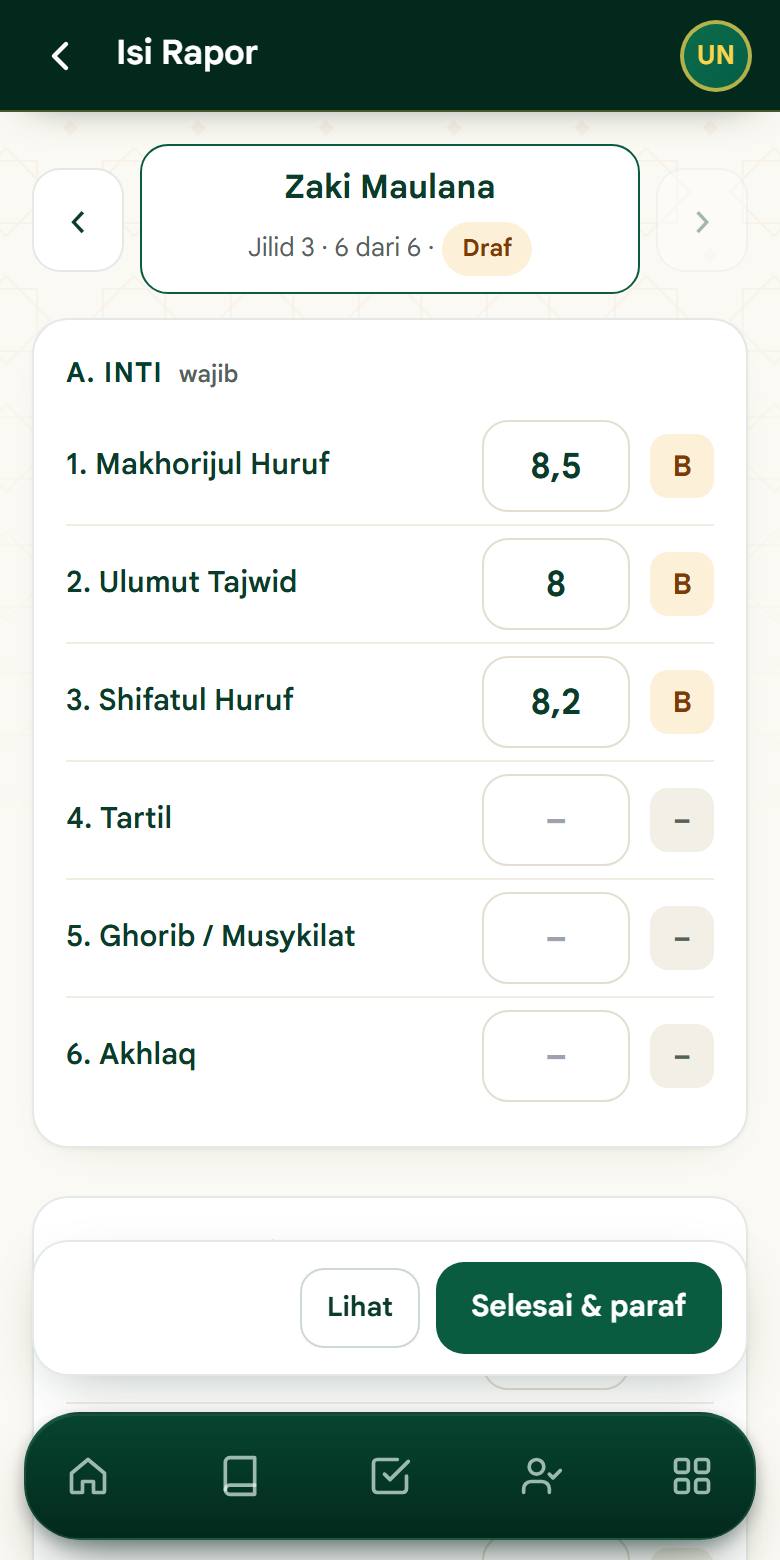 Isi Rapor
UN
Zaki Maulana
Jilid 3 · 6 dari 6 · Draf
A. INTI wajib
1. Makhorijul Huruf 8,5 B
2. Ulumut Tajwid 8 B
3. Shifatul Huruf 8,2 B
4. Tartil – –
5. Ghorib / Musykilat – –
6. Akhlaq – –
Lihat
Selesai & paraf